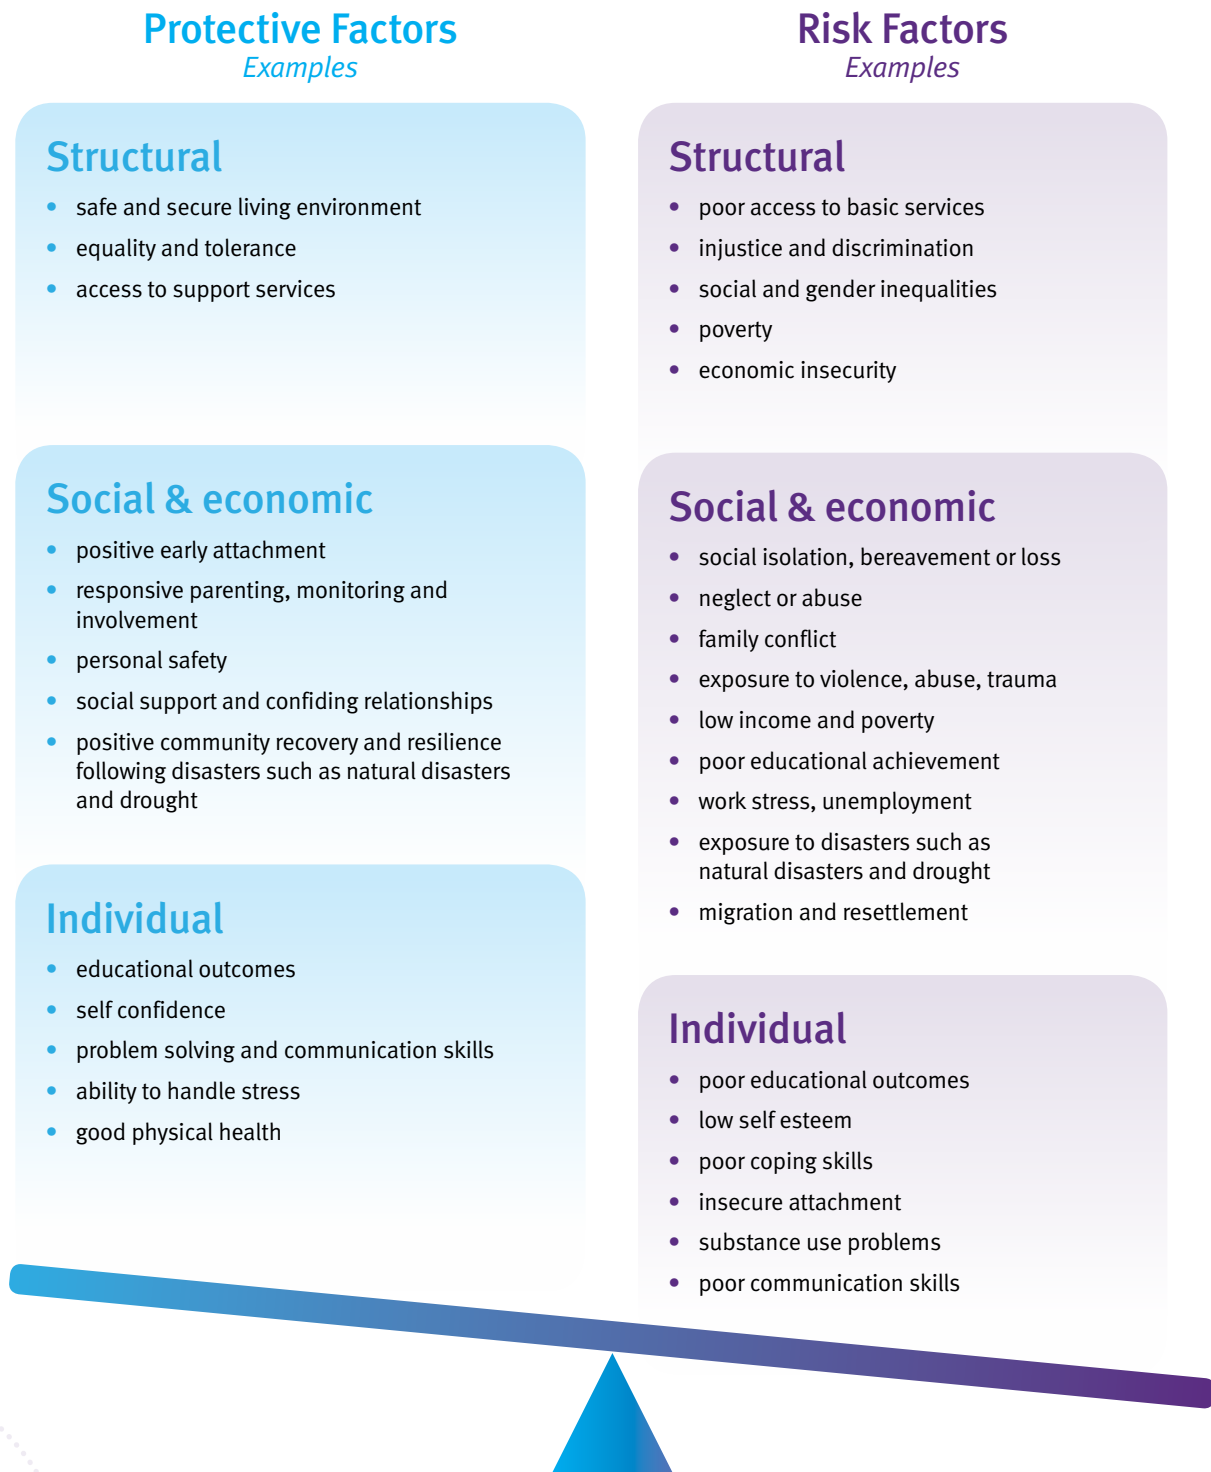 Protective Factors
Examples
Structural
• safe and secure living environment
• equality and tolerance
• access to support services
Social & economic
• positive early attachment
• responsive parenting, monitoring and
involvement
• personal safety
• social support and confiding relationships
• positive community recovery and resilience
following disasters such as natural disasters
and drought
Individual
• educational outcomes
• self confidence
• problem solving and communication skills
• ability to handle stress
• good physical health
Risk Factors
Examples
Structural
• poor access to basic services
• injustice and discrimination
• social and gender inequalities
• poverty
• economic insecurity
Social & economic
• social isolation, bereavement or loss
• neglect or abuse
• family conflict
• exposure to violence, abuse, trauma
• low income and poverty
• poor educational achievement
• work stress, unemployment
• exposure to disasters such as
natural disasters and drought
• migration and resettlement
Individual
• poor educational outcomes
• low self esteem
• poor coping skills
• insecure attachment
• substance use problems
• poor communication skills